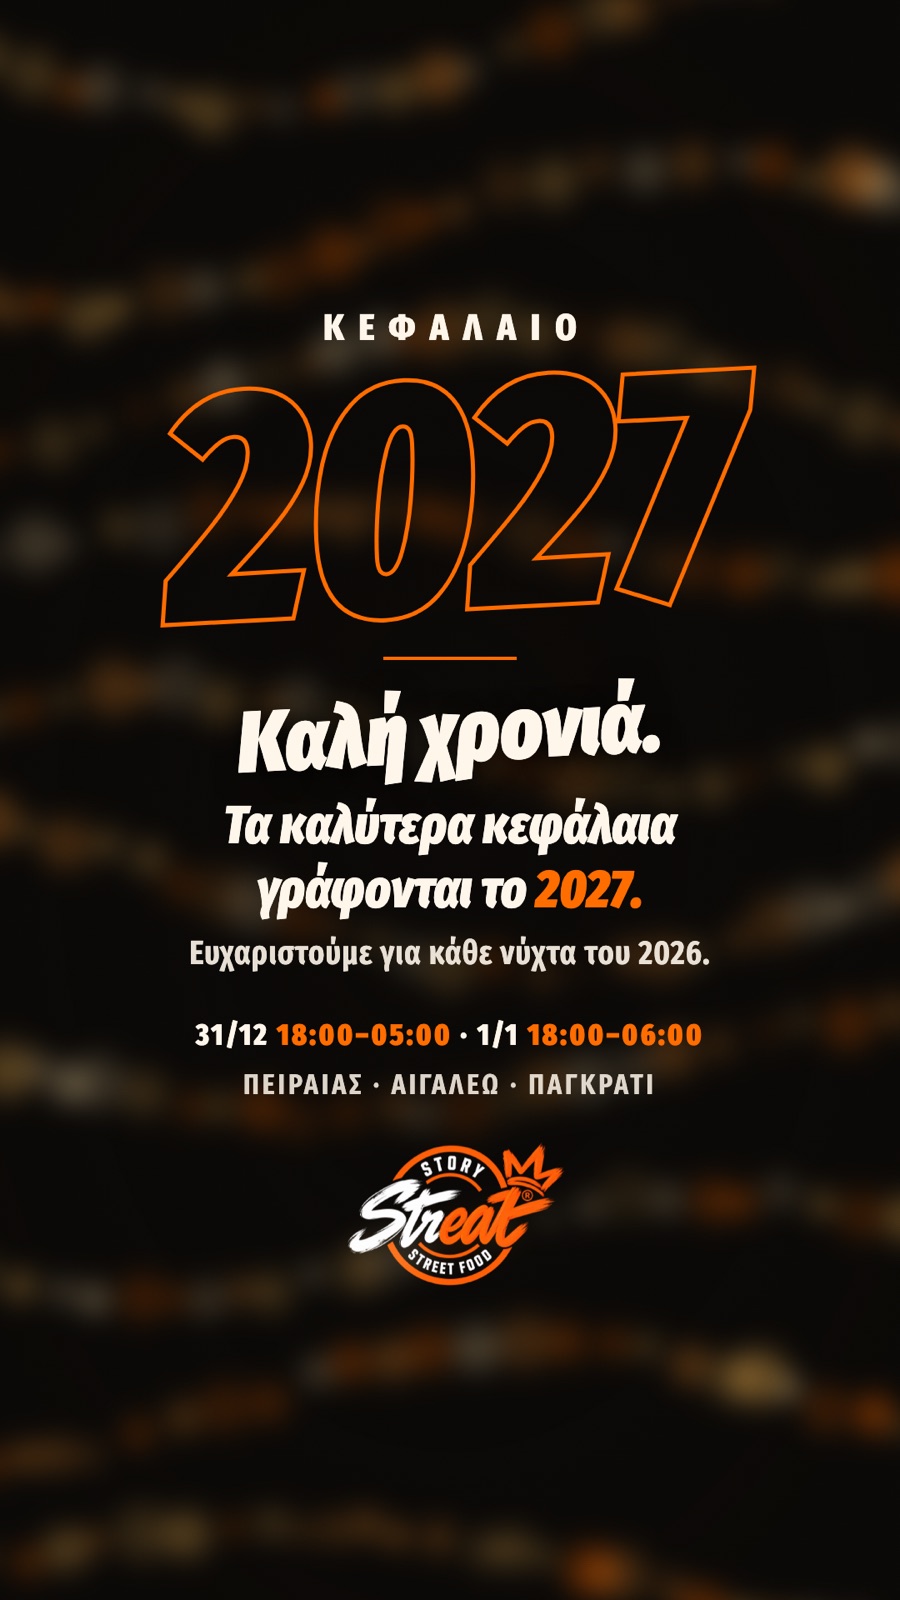 ΚΕΦΑΛΑΙΟ
2027
Καλή χρονιά.
Τα καλύτερα κεφάλαια
γράφονται το 2027.
Ευχαριστούμε για κάθε νύχτα του 2026.
31/12 18:00–05:00 · 1/1 18:00–06:00
ΠΕΙΡΑΙΑΣ · ΑΙΓΑΛΕΩ · ΠΑΓΚΡΑΤΙ
STORY
Streat®
STREET FOOD